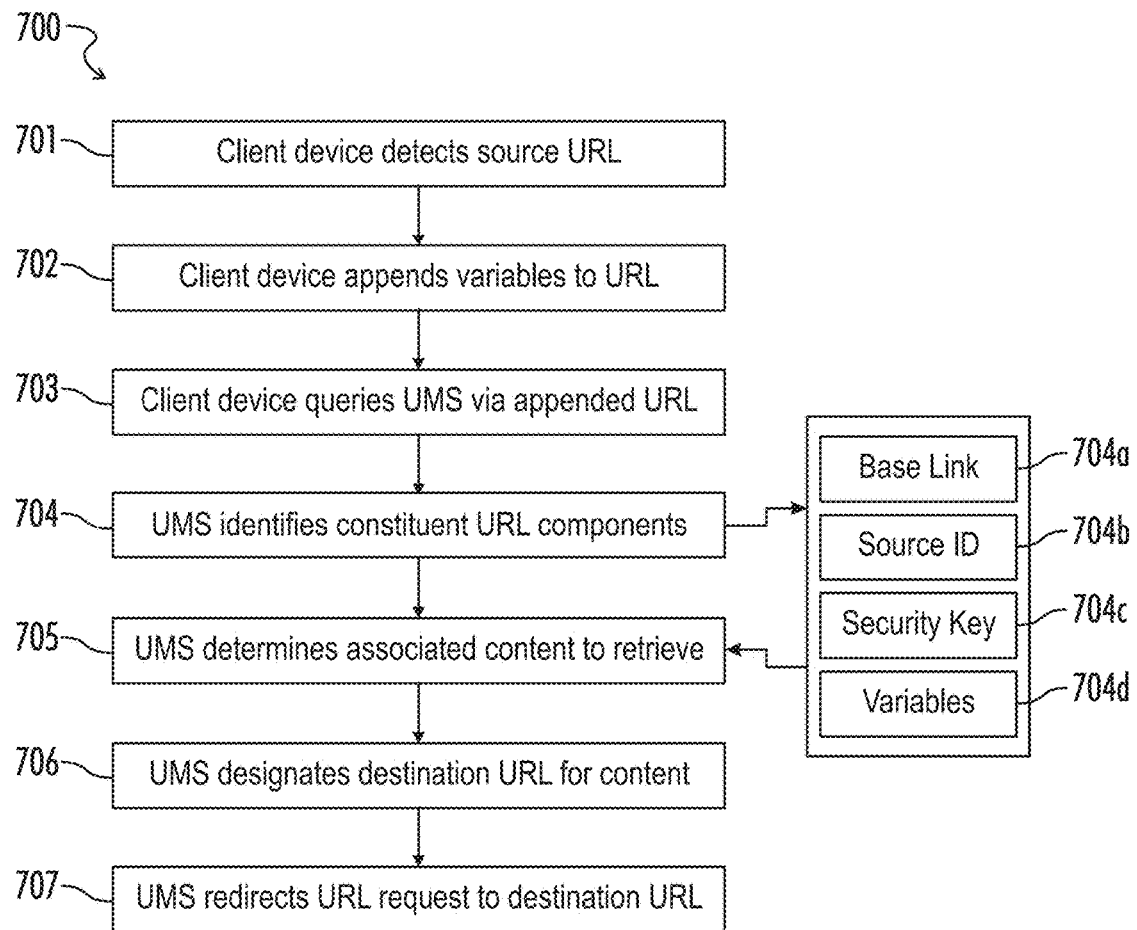 700
701
Client device detects source URL
702
Client device appends variables to URL
703
Client device queries UMS via appended URL
704
UMS identifies constituent URL components
Base Link
704a
Source ID
704b
Security Key
704c
Variables
704d
705
UMS determines associated content to retrieve
706
UMS designates destination URL for content
707
UMS redirects URL request to destination URL